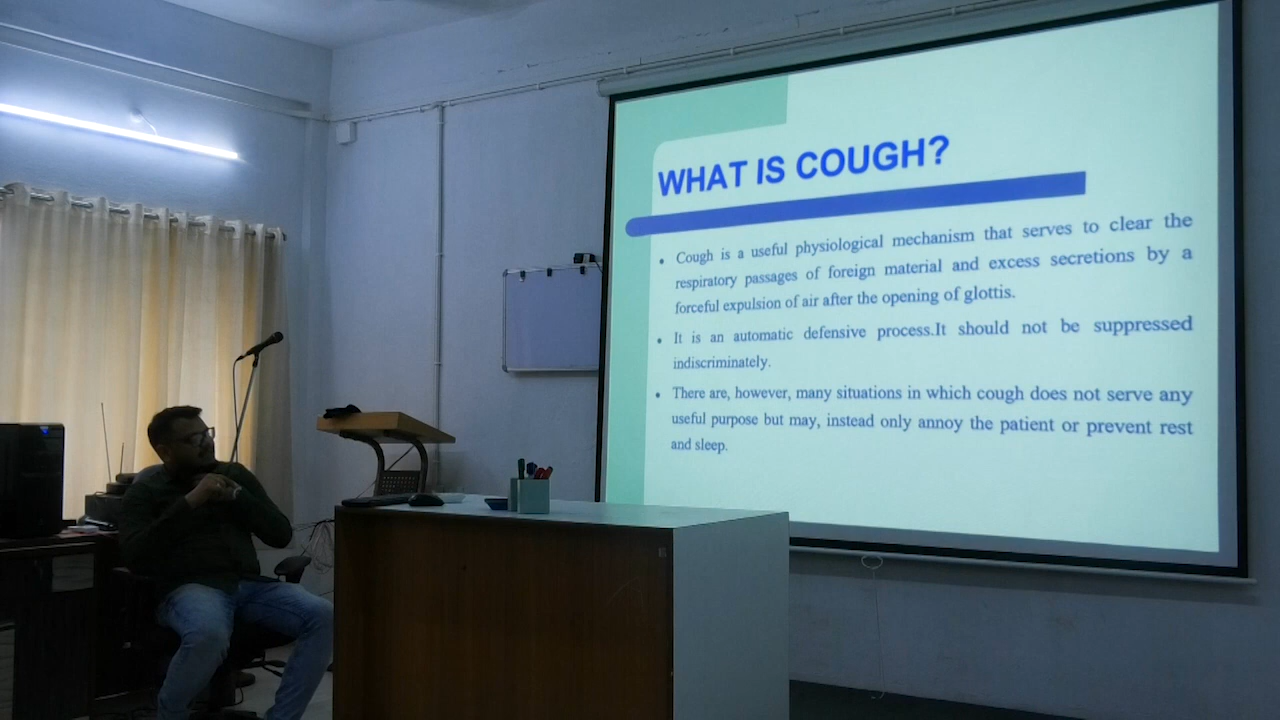 WHAT IS COUGH?
• Cough is a useful physiological mechanism that serves to clear the
respiratory passages of foreign material and excess secretions by a
forceful expulsion of air after the opening of glottis.
• It is an automatic defensive process.It should not be suppressed
indiscriminately.
• There are, however, many situations in which cough does not serve any
useful purpose but may, instead only annoy the patient or prevent rest
and sleep.